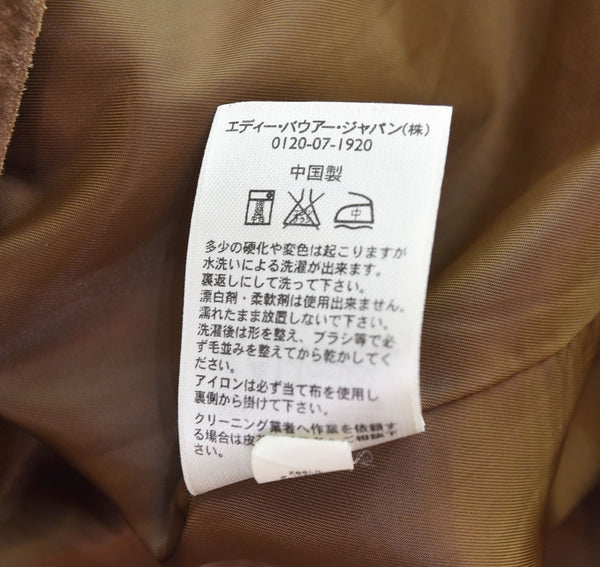 エディー・バウアー・ジャパン(株)
0120-07-1920
中国製
中
多少の硬化や変色は起こりますが
水洗いによる洗濯が出来ます。
裏返しにして洗って下さい。
漂白剤・柔軟剤は使用出来ません。
濡れたまま放置しないで下さい。
洗濯後は形を整え、ブラシ等で必
ず毛並みを整えてから乾かしてく
ださい。
アイロンは必ず当て布を使用し
裏側から掛けて下さい。
クリーニング業者へ作業を依頼す
る場合は皮
さい。